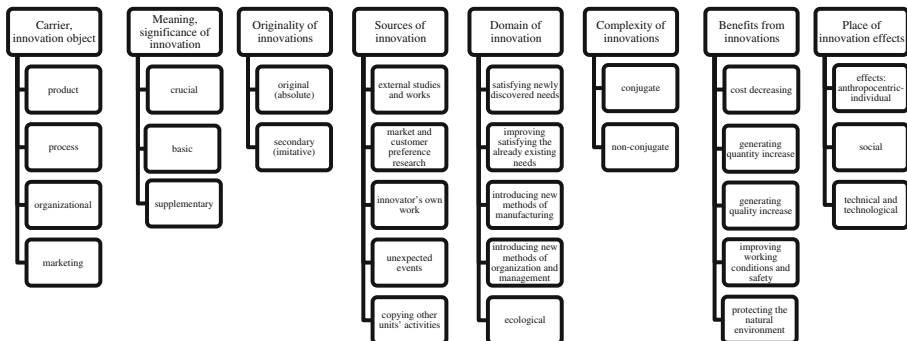 Carrier,
innovation object
product
process
organizational
marketing
Meaning,
significance of
innovation
crucial
basic
supplementary
Originality of
innovations
original
(absolute)
secondary
(imitative)
Sources of
innovation
external studies
and works
market and
customer
preference
research
innovator's own
work
unexpected
events
copying other
units' activities
Domain of
innovation
satisfying newly
discovered needs
improving
satisfying the
already existing
needs
introducing new
methods of
manufacturing
introducing new
methods of
organization and
management
ecological
Complexity of
innovations
conjugate
non-conjugate
Benefits from
innovations
cost decreasing
generating
quantity increase
generating
quality increase
improving
working
conditions and
safety
protecting the
natural
environment
Place of
innovation effects
effects:
anthropocentric-
individual
social
technical and
technological